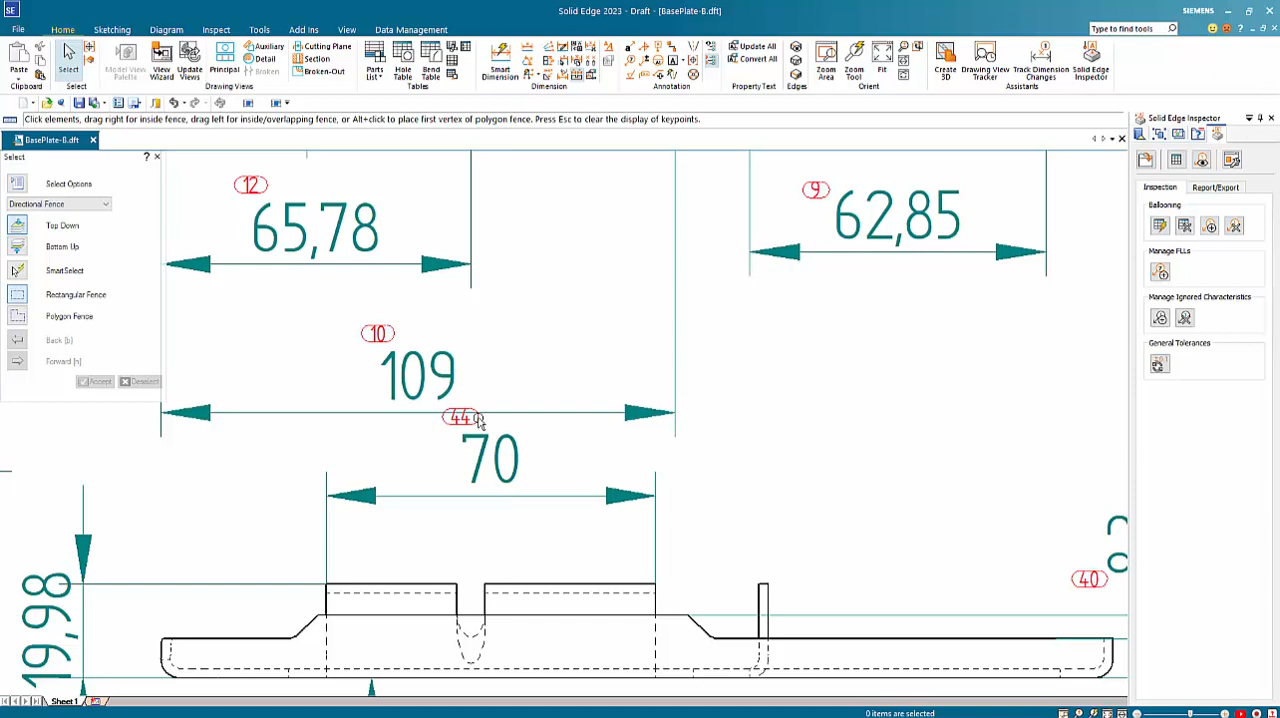 SE
Solid Edge 2023 - Draft - [BasePlate-B.dft]
SIEMENS
File
Home
Sketching
Diagram
Tools
Inspect
Add Ins
View
Data Management
Type to find tools
Paste
Select
Model View Palette
View Wizard
Update Views
Principal
Auxiliary
Detail
Broken
Cutting Plane
Section
Broken-Out
Parts List
Hole Table
Bend Table
Smart Dimension
Update All
Convert All
Zoom Area
Zoom Tool
Fit
Create 3D
Drawing View Tracker
Track Dimension Changes
Solid Edge Inspector
Clipboard
Select
Drawing Views
Tables
Dimension
Annotation
Property Text
Edges
Orient
Assistants
Click elements, drag right for inside fence, drag left for inside/overlapping fence, or Alt+click to place first vertex of polygon fence. Press Esc to clear the display of keypoints.
BasePlate-B.dft
Select
Select Options
Directional Fence
Top Down
Bottom Up
SmartSelect
Rectangular Fence
Polygon Fence
Back (b)
Forward (n)
Accept
Deselect
12
65,78
9
62,85
10
109
44
70
19,98
40
Solid Edge Inspector
Inspection
Report/Export
Ballooning
Manage FLLs
Manage Ignored Characteristics
General Tolerances
Sheet1
0 items are selected